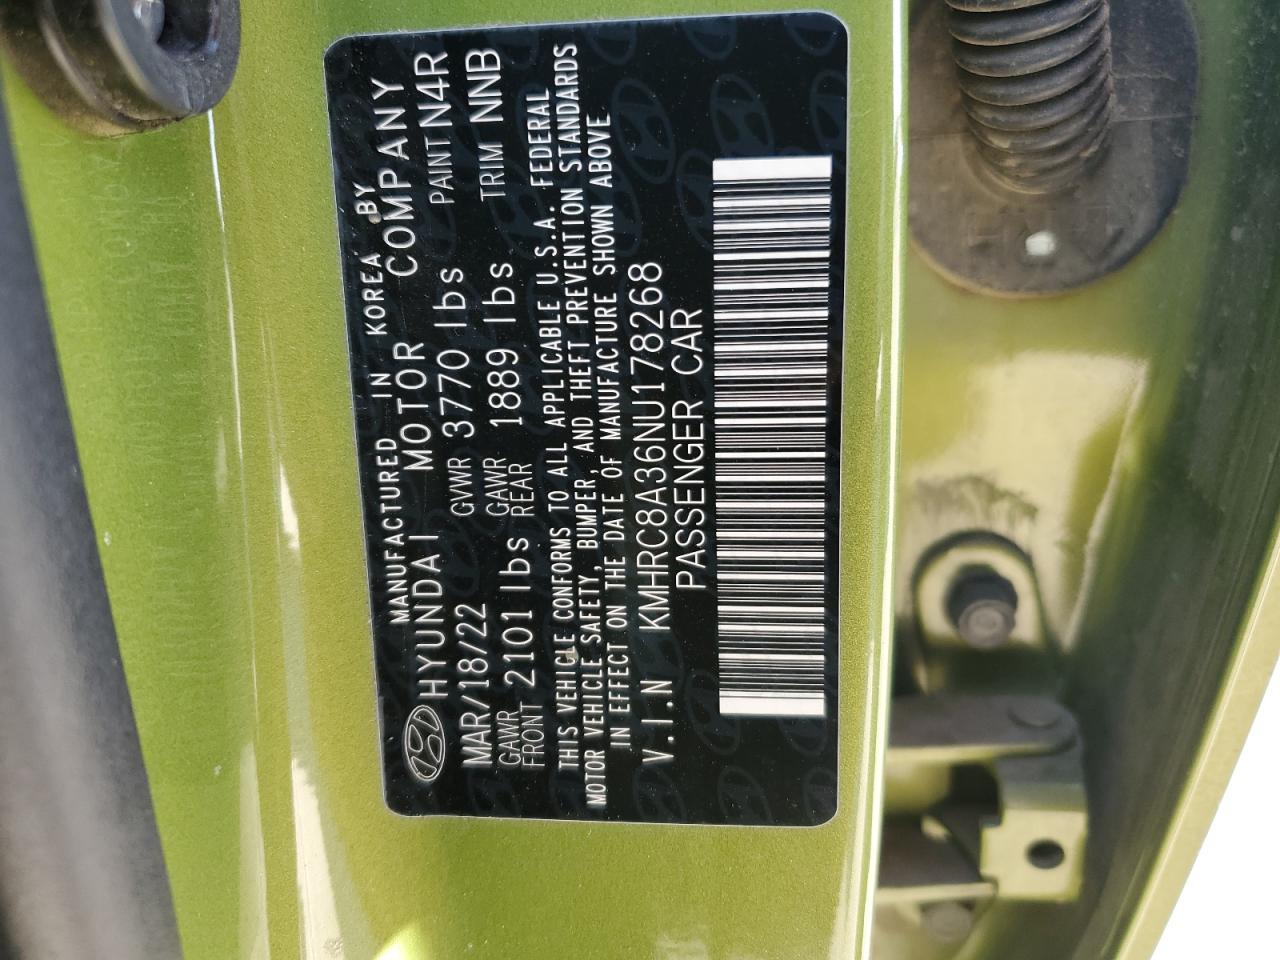 MANUFACTURED IN KOREA BY
HYUNDAI MOTOR COMPANY
MAR/18/22 GVWR 3770 lbs PAINT N4R
GAWR FRONT 2101 lbs GAWR REAR 1889 lbs TRIM NNB
THIS VEHICLE CONFORMS TO ALL APPLICABLE U.S.A. FEDERAL
MOTOR VEHICLE SAFETY, BUMPER, AND THEFT PREVENTION STANDARDS
IN EFFECT ON THE DATE OF MANUFACTURE SHOWN ABOVE
V.I.N KMHRC8A36NU178268
PASSENGER CAR